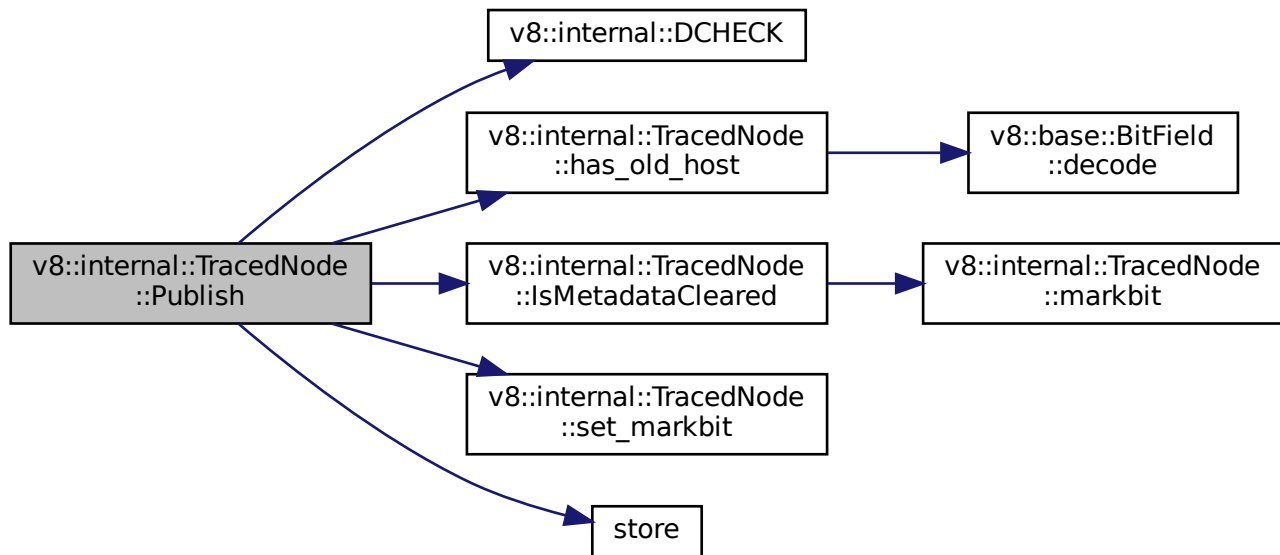 v8::internal::DCHECK
v8::internal::TracedNode
::has_old_host
v8::base::BitField
::decode
v8::internal::TracedNode
::Publish
v8::internal::TracedNode
::IsMetadataCleared
v8::internal::TracedNode
::markbit
v8::internal::TracedNode
::set_markbit
store